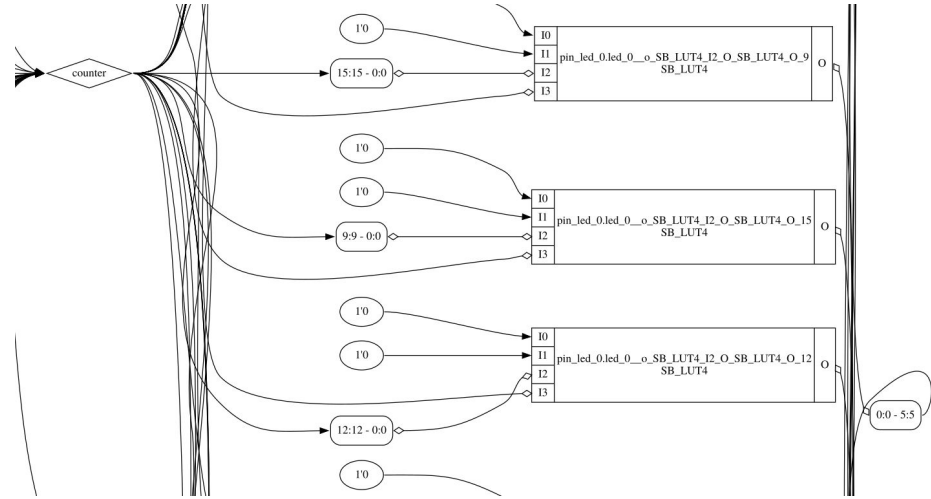 1'0
I0
I1
I2
I3
pin_led_0.led_0__o_SB_LUT4_I2_O_SB_LUT4_O_9
SB_LUT4
O
counter
15:15 - 0:0
1'0
1'0
I0
I1
I2
I3
pin_led_0.led_0__o_SB_LUT4_I2_O_SB_LUT4_O_15
SB_LUT4
O
9:9 - 0:0
1'0
1'0
I0
I1
I2
I3
pin_led_0.led_0__o_SB_LUT4_I2_O_SB_LUT4_O_12
SB_LUT4
O
12:12 - 0:0
0:0 - 5:5
1'0